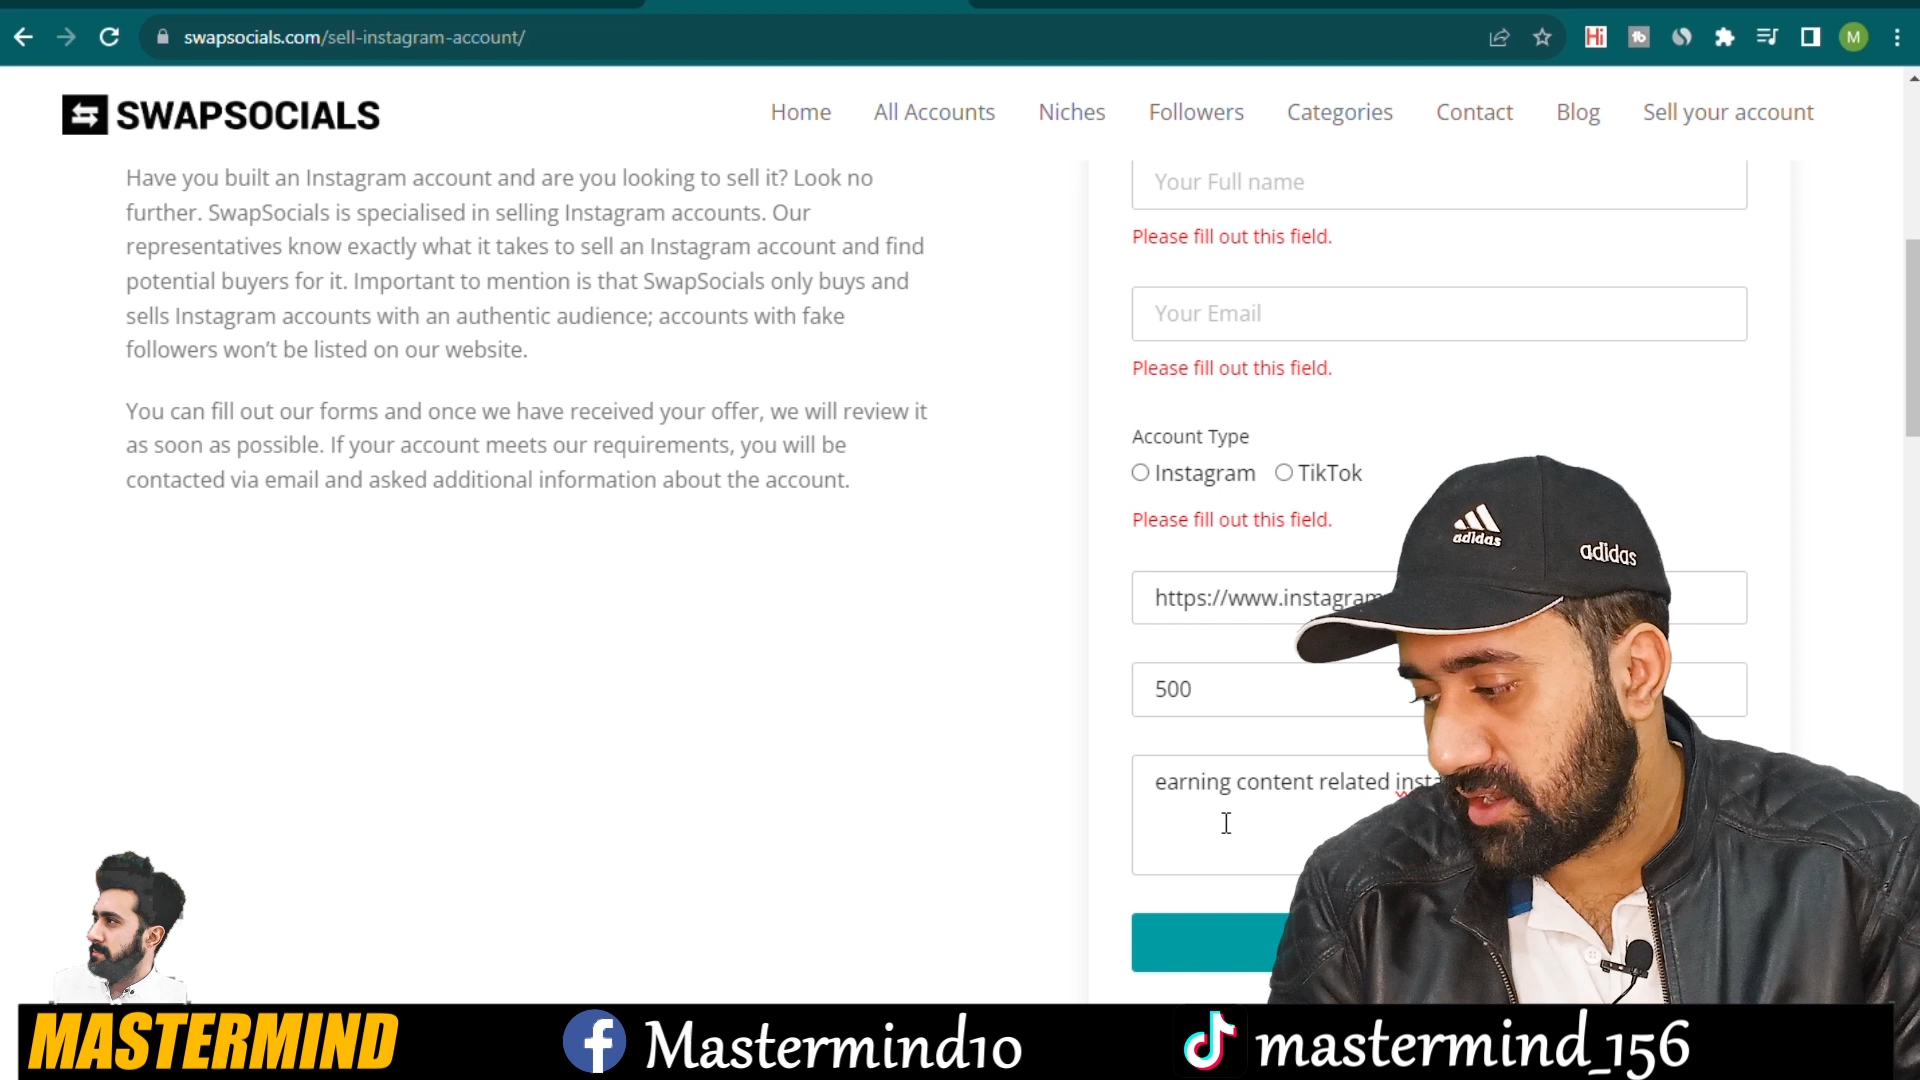 swapsocials.com/sell-instagram-account/
Hi
M
SWAPSOCIALS
Home All Accounts Niches Followers Categories Contact Blog Sell your account
Have you built an Instagram account and are you looking to sell it? Look no
further. SwapSocials is specialised in selling Instagram accounts. Our
representatives know exactly what it takes to sell an Instagram account and find
potential buyers for it. Important to mention is that SwapSocials only buys and
sells Instagram accounts with an authentic audience; accounts with fake
followers won’t be listed on our website.
You can fill out our forms and once we have received your offer, we will review it
as soon as possible. If your account meets our requirements, you will be
contacted via email and asked additional information about the account.
Your Full name
Please fill out this field.
Your Email
Please fill out this field.
Account Type
Instagram TikTok
Please fill out this field.
https://www.instagram
500
earning content related insta
adidas
adidas
MASTERMIND
Mastermind10
mastermind_156